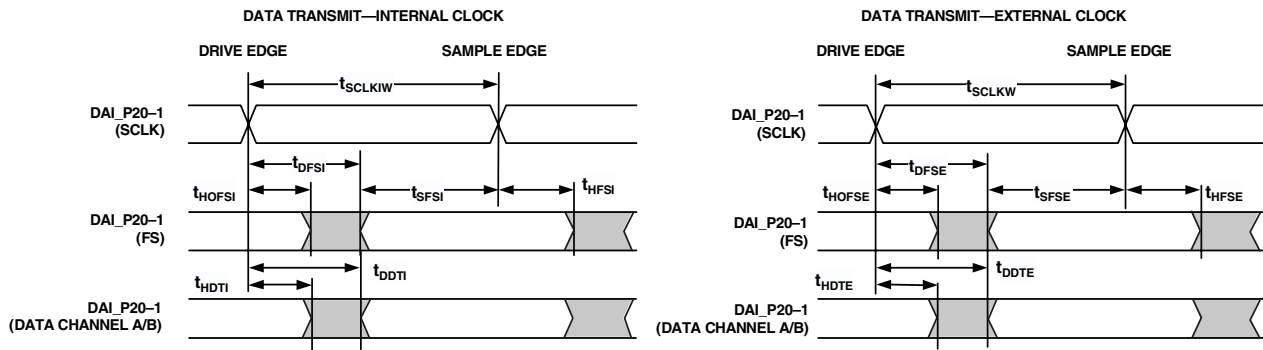 DATA TRANSMIT—INTERNAL CLOCK
DRIVE EDGE
SAMPLE EDGE
tSCLKIW
DAI_P20–1
(SCLK)
tDFSI
tHOFSI
tSFSI
tHFSI
DAI_P20–1
(FS)
tDDTI
tHDTI
DAI_P20–1
(DATA CHANNEL A/B)
DATA TRANSMIT—EXTERNAL CLOCK
DRIVE EDGE
SAMPLE EDGE
tSCLKW
DAI_P20–1
(SCLK)
tDFSE
tHOFSE
tSFSE
tHFSE
DAI_P20–1
(FS)
tDDTE
tHDTE
DAI_P20–1
(DATA CHANNEL A/B)